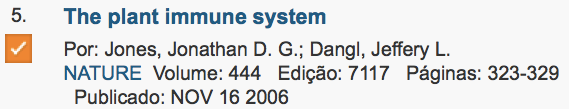 5. The plant immune system
Por: Jones, Jonathan D. G.; Dangl, Jeffery L.
NATURE Volume: 444 Edição: 7117 Páginas: 323-329
Publicado: NOV 16 2006